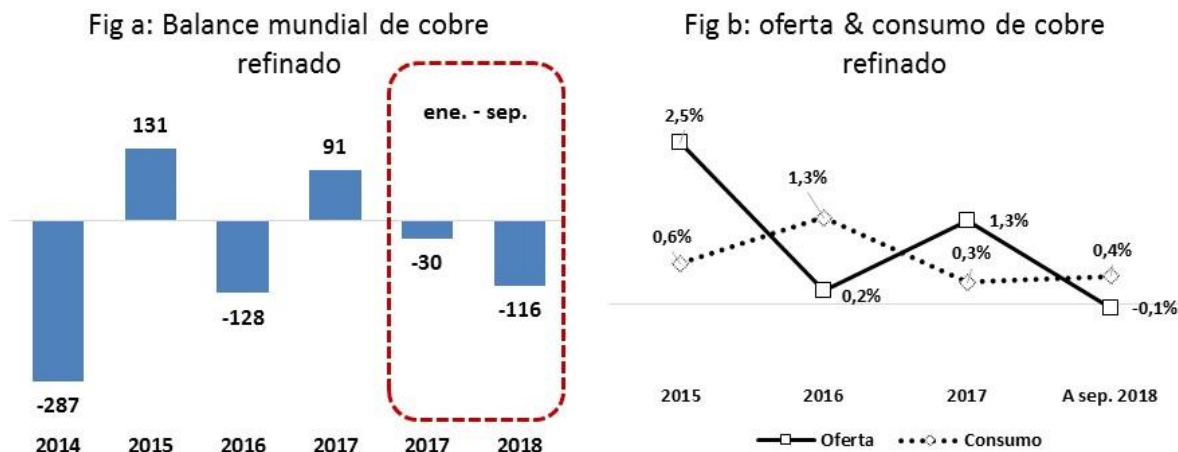 Fig a: Balance mundial de cobre
refinado
ene. - sep.
131
91
-30
-116
-128
-287
2014 2015 2016 2017 2017 2018
Fig b: oferta & consumo de cobre
refinado
2,5%
1,3%
0,6%
0,2%
1,3%
0,3%
0,4%
-0,1%
2015 2016 2017 A sep. 2018
Oferta Consumo